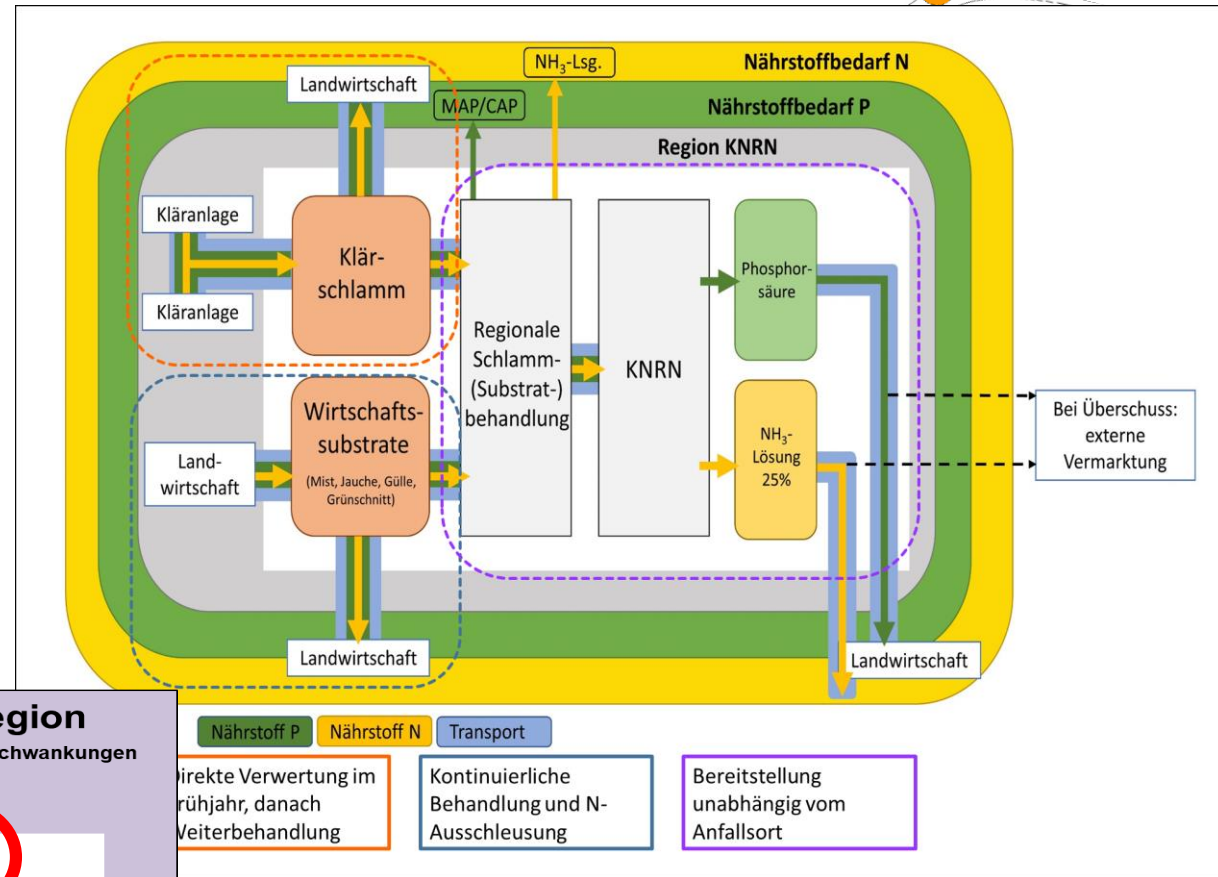 Nährstoffbedarf N
NH₃-Lsg.
Landwirtschaft
MAP/CAP
Nährstoffbedarf P
Region KNRN
Kläranlage
Kläranlage
Klär-
schlamm
Wirtschafts-
substrate
(Mist, Jauche, Gülle,
Grünschnitt)
Land-
wirtschaft
Landwirtschaft
Regionale
Schlamm-
(Substrat-)
behandlung
KNRN
Phosphor-
säure
NH₃-
Lösung
25%
Bei Überschuss:
externe
Vermarktung
Landwirtschaft
Nährstoff P
Nährstoff N
Transport
irekte Verwertung im
rühjahr, danach
Weiterbehandlung
Kontinuierliche
Behandlung und N-
Ausschleusung
Bereitstellung
unabhängig vom
Anfallsort
egion
chwankungen